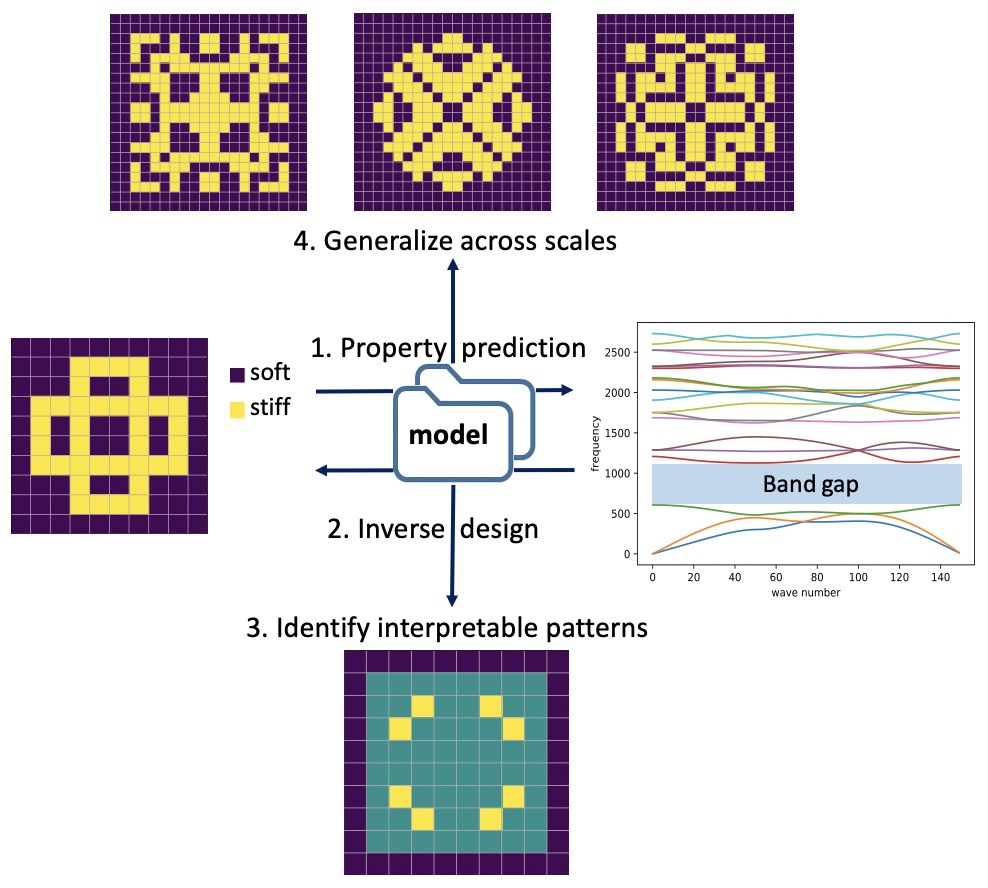 4. Generalize across scales
1. Property prediction
soft
stiff
model
2. Inverse design
frequency
2500
2000
1500
1000
500
0
Band gap
0 20 40 60 80 100 120 140
wave number
3. Identify interpretable patterns